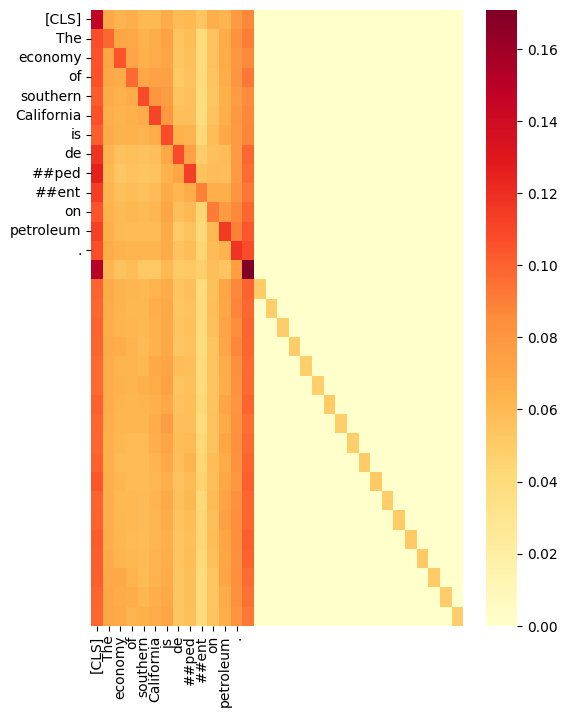 [CLS]
The
economy
of
southern
California
is
de
##ped
##ent
on
petroleum
.
0.16
0.14
0.12
0.10
0.08
0.06
0.04
0.02
0.00
[CLS]
The
economy
of
southern
California
is
de
##ped
##ent
on
petroleum
.